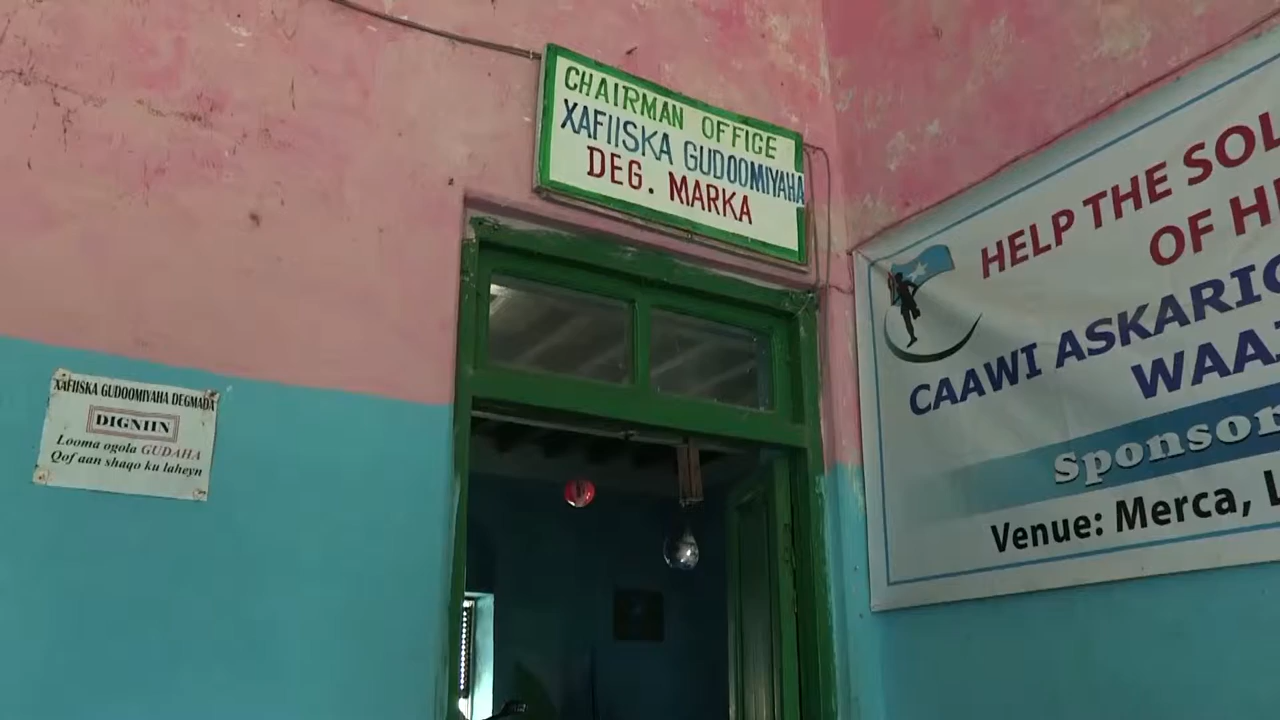 CHAIRMAN OFFICE
XAFIISKA GUDOOMIYAHA
DEG. MARKA
XAFIISKA GUDOOMIYAHA DEGMADA
DIGNIIN
Looma ogola GUDAHA
Qof aan shaqo ku laheyn
HELP THE SOL
OF H
CAAWI ASKARIG
WAAJ
Sponsor
Venue: Merca, L